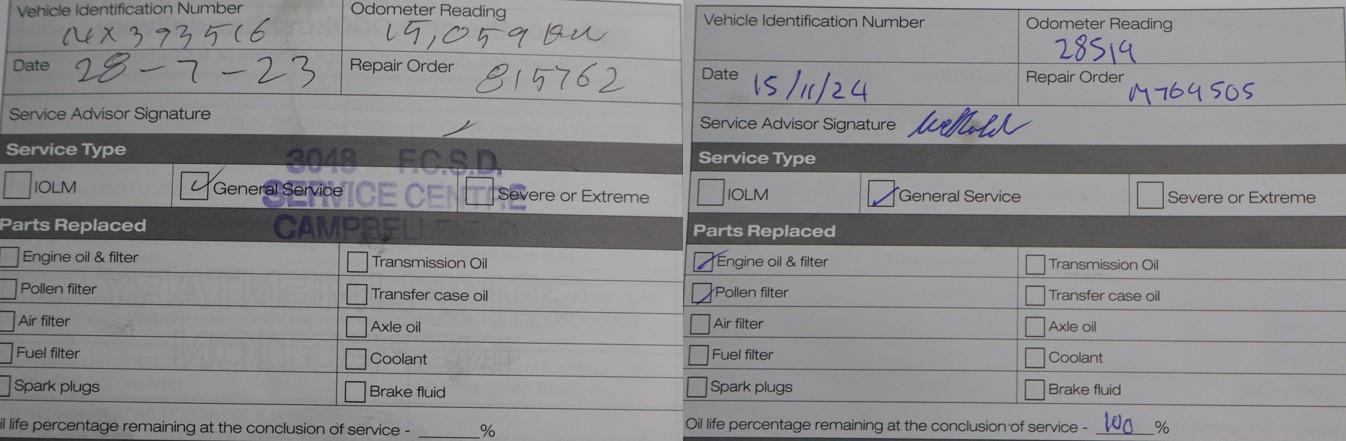 Vehicle Identification Number
NX393516
Odometer Reading
15,059 km
Date 28-7-23
Repair Order 815762
Service Advisor Signature
Service Type
3048 F.C.S.D.
SERVICE CENTRE
IOLM
General Service
Severe or Extreme
Parts Replaced
Engine oil & filter
Transmission Oil
Pollen filter
Transfer case oil
Air filter
Axle oil
Fuel filter
Coolant
Spark plugs
Brake fluid
il life percentage remaining at the conclusion of service - %
Vehicle Identification Number
Odometer Reading
28519
Date 15/11/24
Repair Order M764505
Service Advisor Signature
Service Type
IOLM
General Service
Severe or Extreme
Parts Replaced
Engine oil & filter
Transmission Oil
Pollen filter
Transfer case oil
Air filter
Axle oil
Fuel filter
Coolant
Spark plugs
Brake fluid
Oil life percentage remaining at the conclusion of service - 100 %